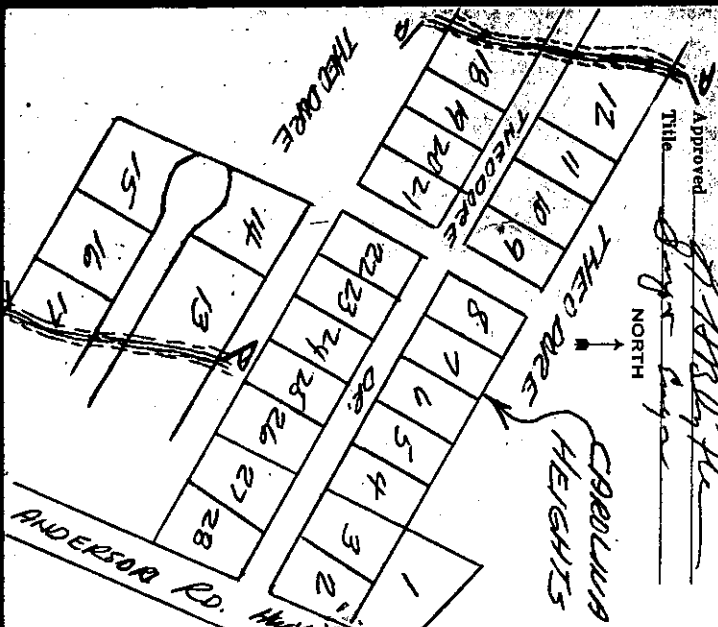 Approved
Title
NORTH
THEODORE
THEODORE
THEODORE
DR.
CAROLINA
HEIGHTS
12
11
10
9
18
19
20
21
8
7
6
5
4
3
2
1
22
23
24
25
26
27
28
15
16
17
14
13
ANDERSON RD.